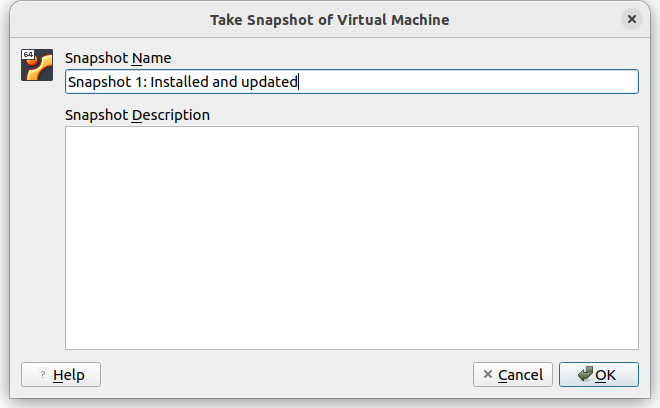 Take Snapshot of Virtual Machine
64
Snapshot Name
Snapshot 1: Installed and updated
Snapshot Description
? Help
Cancel
OK